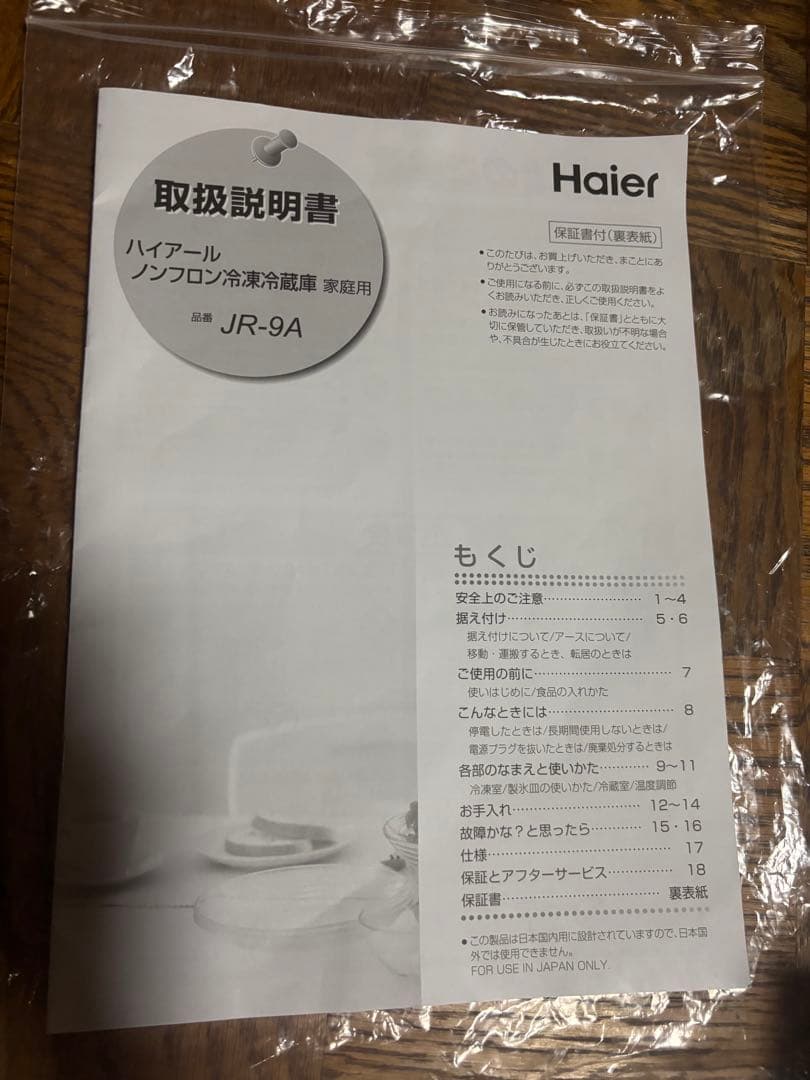 取扱説明書
ハイアール
ノンフロン冷凍冷蔵庫 家庭用
品番 JR-9A
Haier
保証書付(裏表紙)
●このたびは、お買上げいただき、まことにあ
りがとうございます。
●ご使用になる前に、必ずこの取扱説明書をよ
くお読みいただき、正しくご使用ください。
●お読みになったあとは、「保証書」とともに大
切に保管していただき、取扱いが不明な場合
や、不具合が生じたときにお役立てください。
もくじ
安全上のご注意……………………… 1〜4
据え付け……………………………… 5・6
据え付けについて/アースについて/
移動・運搬するとき、転居のときは
ご使用の前に…………………………… 7
使いはじめに/食品の入れかた
こんなときには………………………… 8
停電したときは/長期間使用しないときは/
電源プラグを抜いたときは/廃棄処分するときは
各部のなまえと使いかた………… 9〜11
冷凍室/製氷皿の使いかた/冷蔵室/温度調節
お手入れ…………………………… 12〜14
故障かな?と思ったら………… 15・16
仕様…………………………………… 17
保証とアフターサービス…………… 18
保証書……………………………… 裏表紙
●この製品は日本国内用に設計されていますので、日本国
外では使用できません。
FOR USE IN JAPAN ONLY.